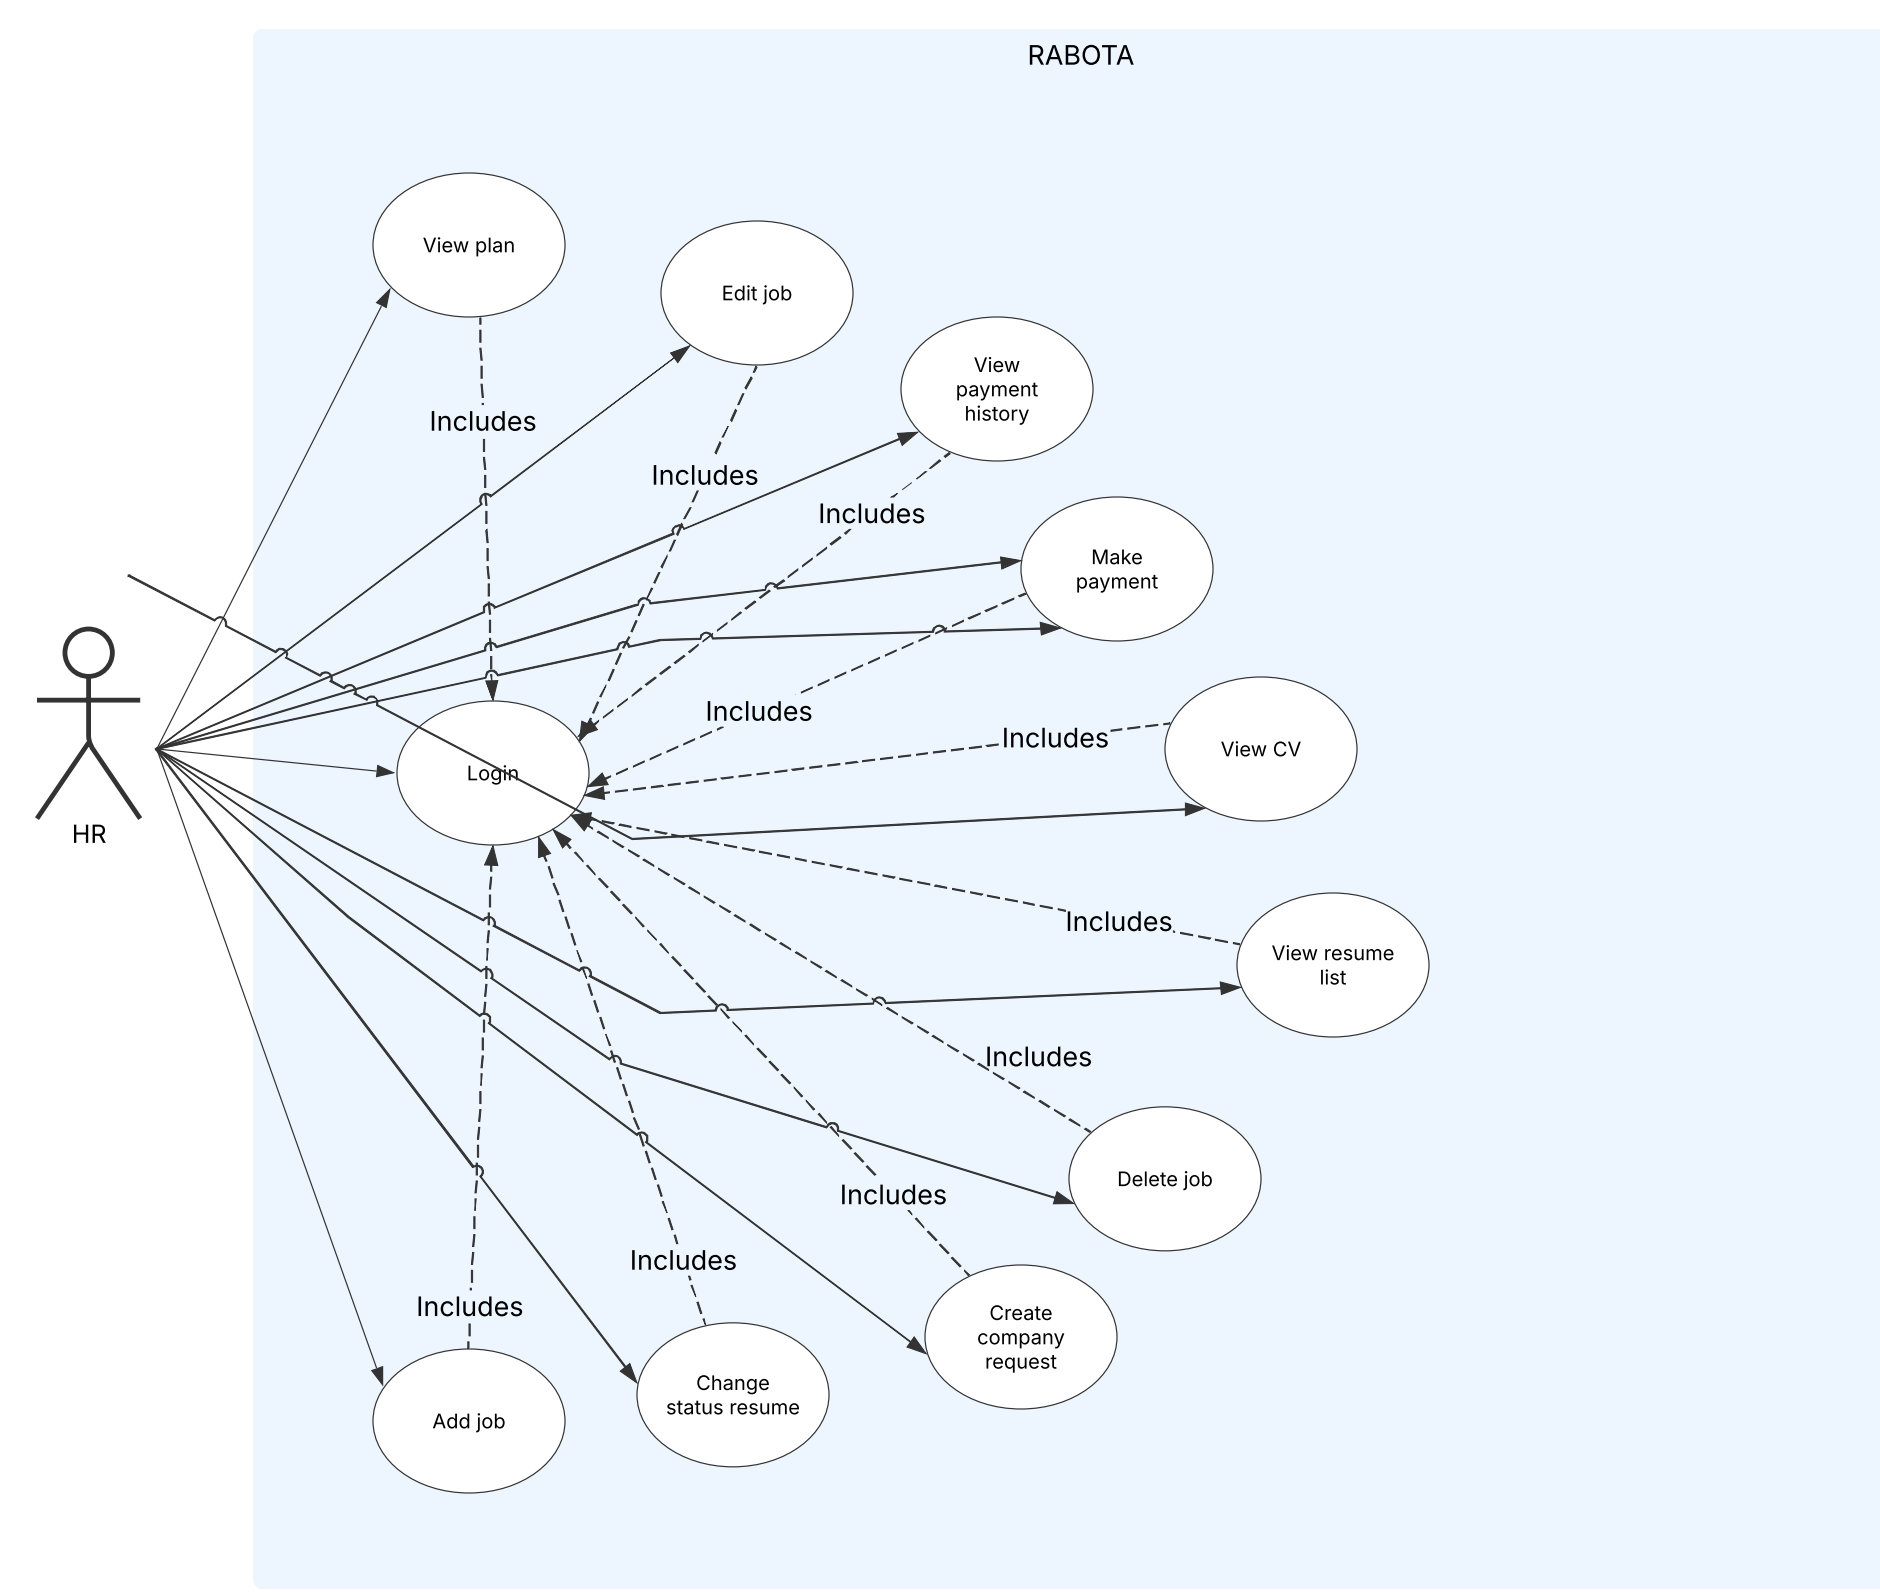 RABOTA
View plan
Edit job
View
payment
history
Includes
Includes
Includes
Make
payment
Includes
Includes
View CV
Login
HR
Includes
View resume
list
Includes
Delete job
Includes
Includes
Includes
Create
company
request
Change
status resume
Add job